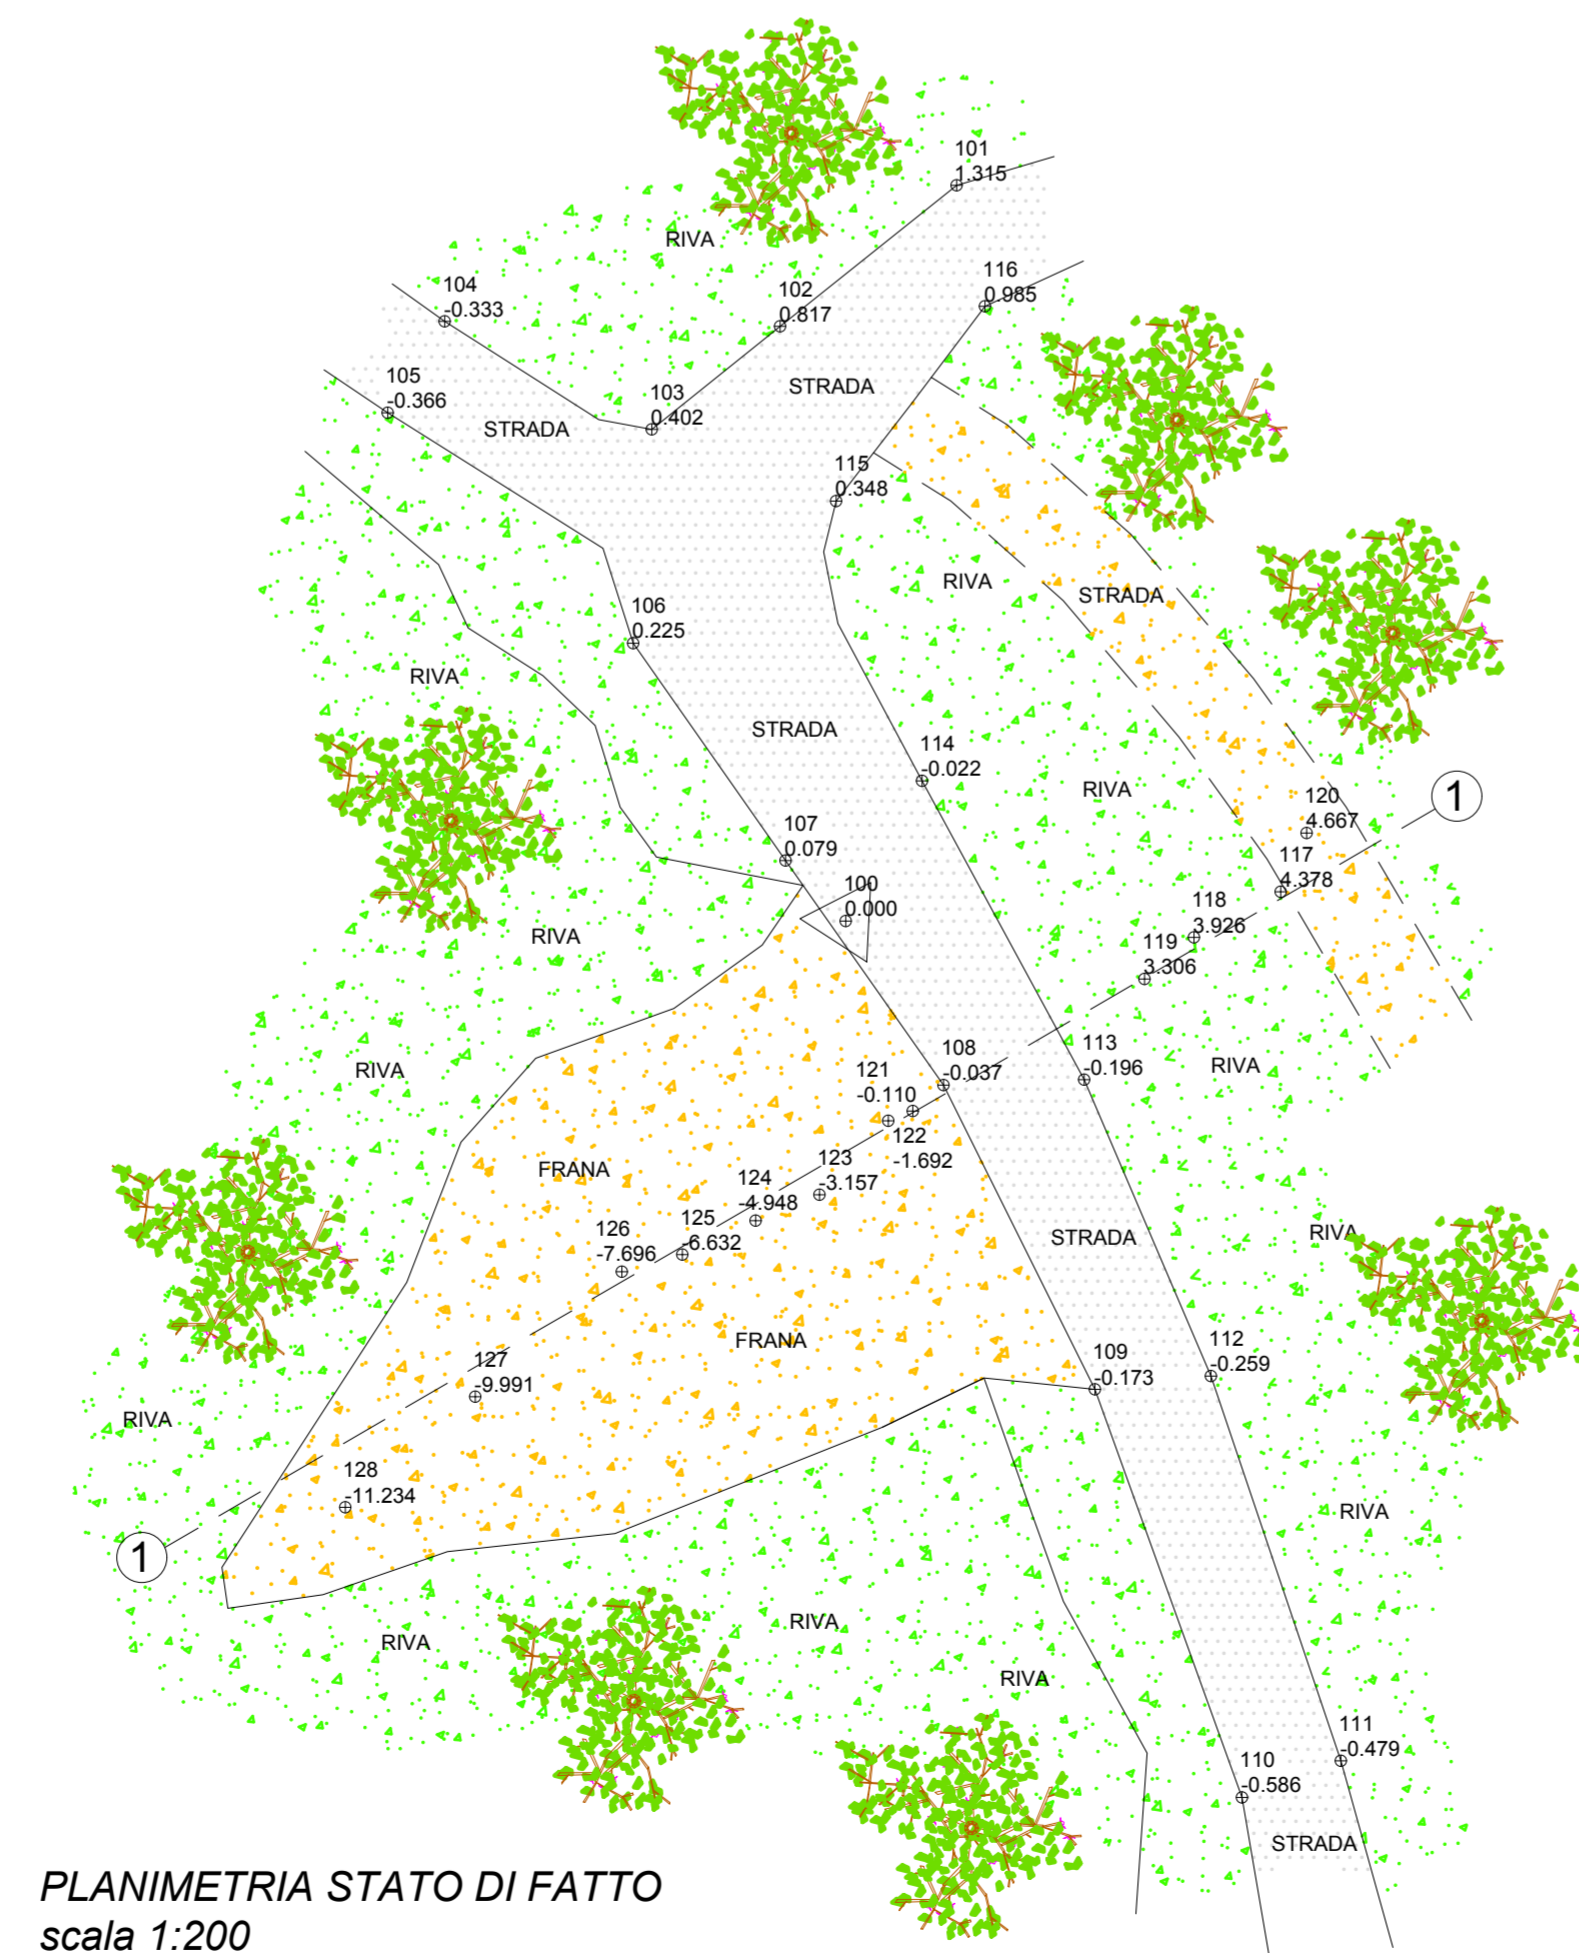 101
1.315
RIVA
116
0.985
104
-0.333
102
0.817
105
-0.366
STRADA
103
0.402
STRADA
115
0.348
RIVA
STRADA
106
0.225
RIVA
STRADA
114
-0.022
RIVA
1
120
4.667
107
0.079
117
4.378
100
0.000
118
3.926
RIVA
119
3.306
108
-0.037
113
-0.196
RIVA
RIVA
121
-0.110
122
-1.692
FRANA
123
-3.157
124
-4.948
125
-6.632
126
-7.696
STRADA
RIVA
FRANA
109
-0.173
112
-0.259
127
-9.991
RIVA
128
-11.234
RIVA
1
RIVA
RIVA
RIVA
111
-0.479
110
-0.586
STRADA
PLANIMETRIA STATO DI FATTO
scala 1:200